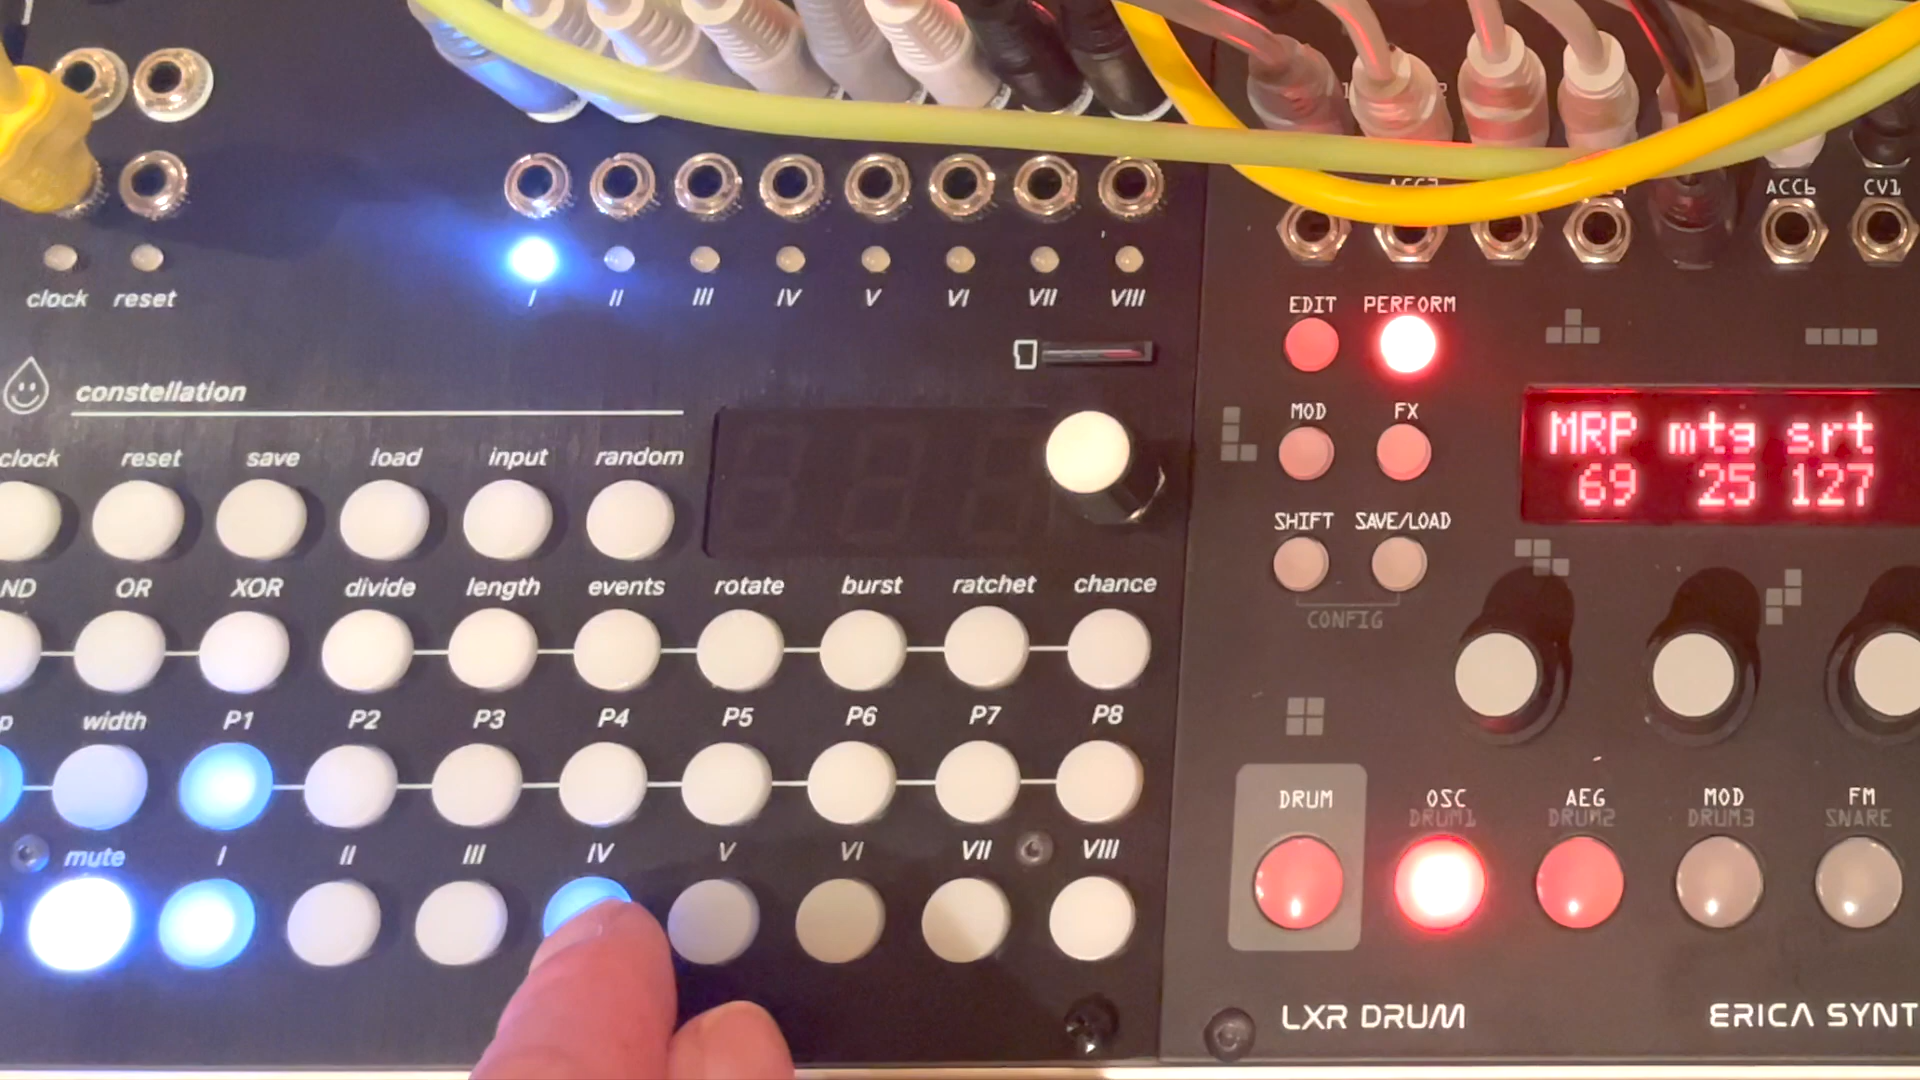 ACC6 CV1
clock reset
I II III IV V VI VII VIII
constellation
clock reset save load input random
OR XOR divide length events rotate burst ratchet chance
width P1 P2 P3 P4 P5 P6 P7 P8
mute I II III IV V VI VII VIII
EDIT PERFORM
MOD FX
SHIFT SAVE/LOAD
CONFIG
MRP mtg srt
69 25 127
DRUM OSC AEG MOD FM
DRUM1 DRUM2 DRUM3 SNARE
LXR DRUM ERICA SYNT